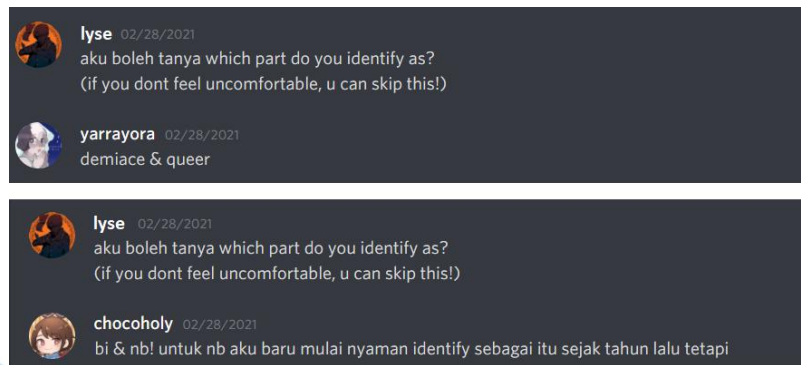 lyse 02/28/2021
aku boleh tanya which part do you identify as?
(if you dont feel uncomfortable, u can skip this!)
yarrayora 02/28/2021
demiace & queer
lyse 02/28/2021
aku boleh tanya which part do you identify as?
(if you dont feel uncomfortable, u can skip this!)
chocoholy 02/28/2021
bi & nb! untuk nb aku baru mulai nyaman identify sebagai itu sejak tahun lalu tetapi